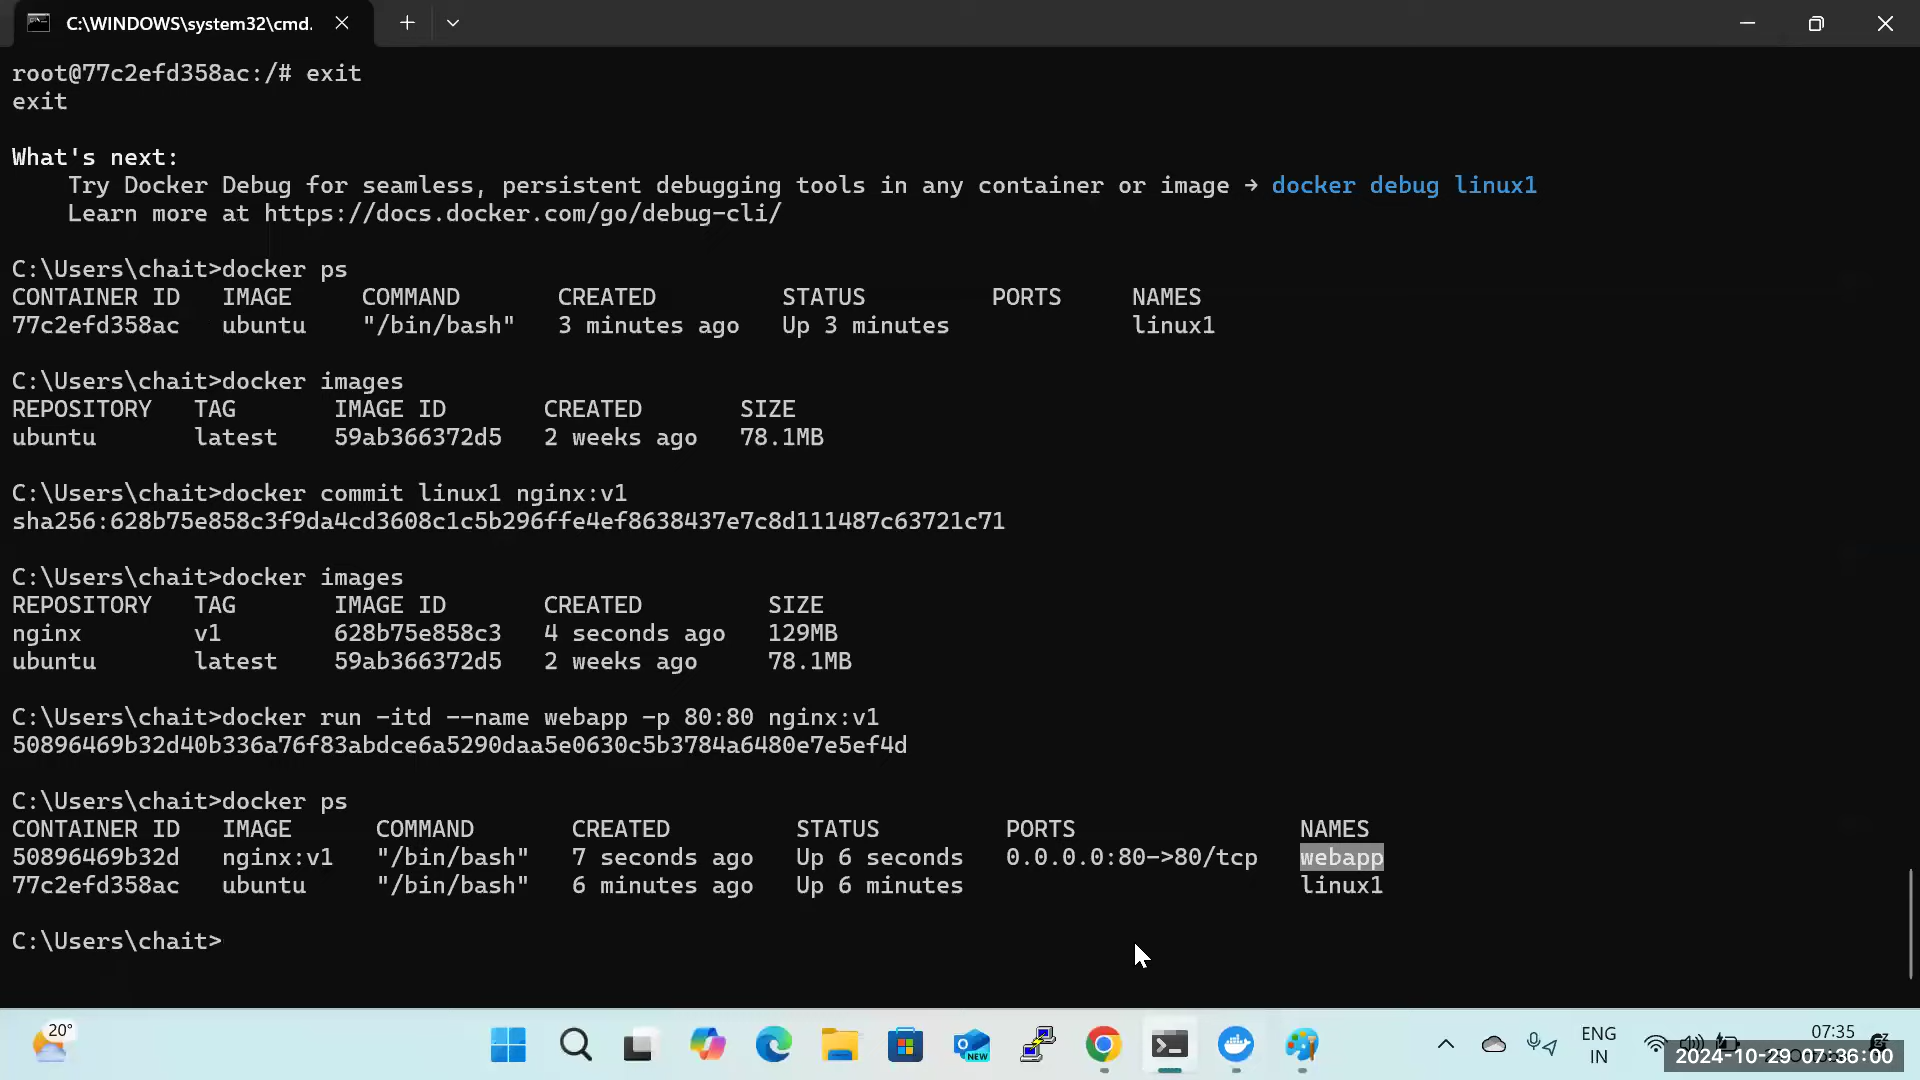 C:\WINDOWS\system32\cmd.
root@77c2efd358ac:/# exit
exit
What's next:
Try Docker Debug for seamless, persistent debugging tools in any container or image → docker debug linux1
Learn more at https://docs.docker.com/go/debug-cli/
C:\Users\chait>docker ps
CONTAINER ID IMAGE COMMAND CREATED STATUS PORTS NAMES
77c2efd358ac ubuntu "/bin/bash" 3 minutes ago Up 3 minutes linux1
C:\Users\chait>docker images
REPOSITORY TAG IMAGE ID CREATED SIZE
ubuntu latest 59ab366372d5 2 weeks ago 78.1MB
C:\Users\chait>docker commit linux1 nginx:v1
sha256:628b75e858c3f9da4cd3608c1c5b296ffe4ef8638437e7c8d111487c63721c71
C:\Users\chait>docker images
REPOSITORY TAG IMAGE ID CREATED SIZE
nginx v1 628b75e858c3 4 seconds ago 129MB
ubuntu latest 59ab366372d5 2 weeks ago 78.1MB
C:\Users\chait>docker run -itd --name webapp -p 80:80 nginx:v1
50896469b32d40b336a76f83abdce6a5290daa5e0630c5b3784a6480e7e5ef4d
C:\Users\chait>docker ps
CONTAINER ID IMAGE COMMAND CREATED STATUS PORTS NAMES
50896469b32d nginx:v1 "/bin/bash" 7 seconds ago Up 6 seconds 0.0.0.0:80->80/tcp webapp
77c2efd358ac ubuntu "/bin/bash" 6 minutes ago Up 6 minutes linux1
C:\Users\chait>
20°
NEW
ENG
IN
07:35
2024-10-29 07:36:00